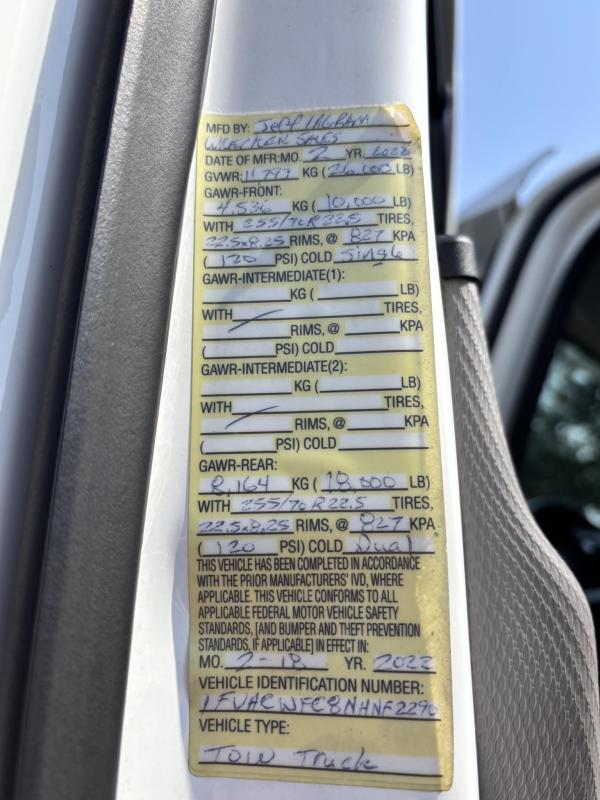 MFD BY: Jeff INGRAM
WRECKER SALES
DATE OF MFR:MO. 2 YR. 2022
GVWR: 11,793 KG ( 26,000 LB)
GAWR-FRONT:
4,536 KG ( 10,000 LB)
WITH 255/70R22.5 TIRES,
22.5x8.25 RIMS, @ 827 KPA
( 120 PSI) COLD Single
GAWR-INTERMEDIATE(1):
KG ( LB)
WITH TIRES,
RIMS, @ KPA
( PSI) COLD
GAWR-INTERMEDIATE(2):
KG ( LB)
WITH TIRES,
RIMS, @ KPA
( PSI) COLD
GAWR-REAR:
8,164 KG ( 18,000 LB)
WITH 255/70R22.5 TIRES,
22.5x8.25 RIMS, @ 827 KPA
( 120 PSI) COLD Dual
THIS VEHICLE HAS BEEN COMPLETED IN ACCORDANCE
WITH THE PRIOR MANUFACTURERS' IVD, WHERE
APPLICABLE. THIS VEHICLE CONFORMS TO ALL
APPLICABLE FEDERAL MOTOR VEHICLE SAFETY
STANDARDS, [AND BUMPER AND THEFT PREVENTION
STANDARDS, IF APPLICABLE] IN EFFECT IN:
MO. 2-18 YR. 2022
VEHICLE IDENTIFICATION NUMBER:
1FVACWFC8NHNF2290
VEHICLE TYPE:
Tow Truck